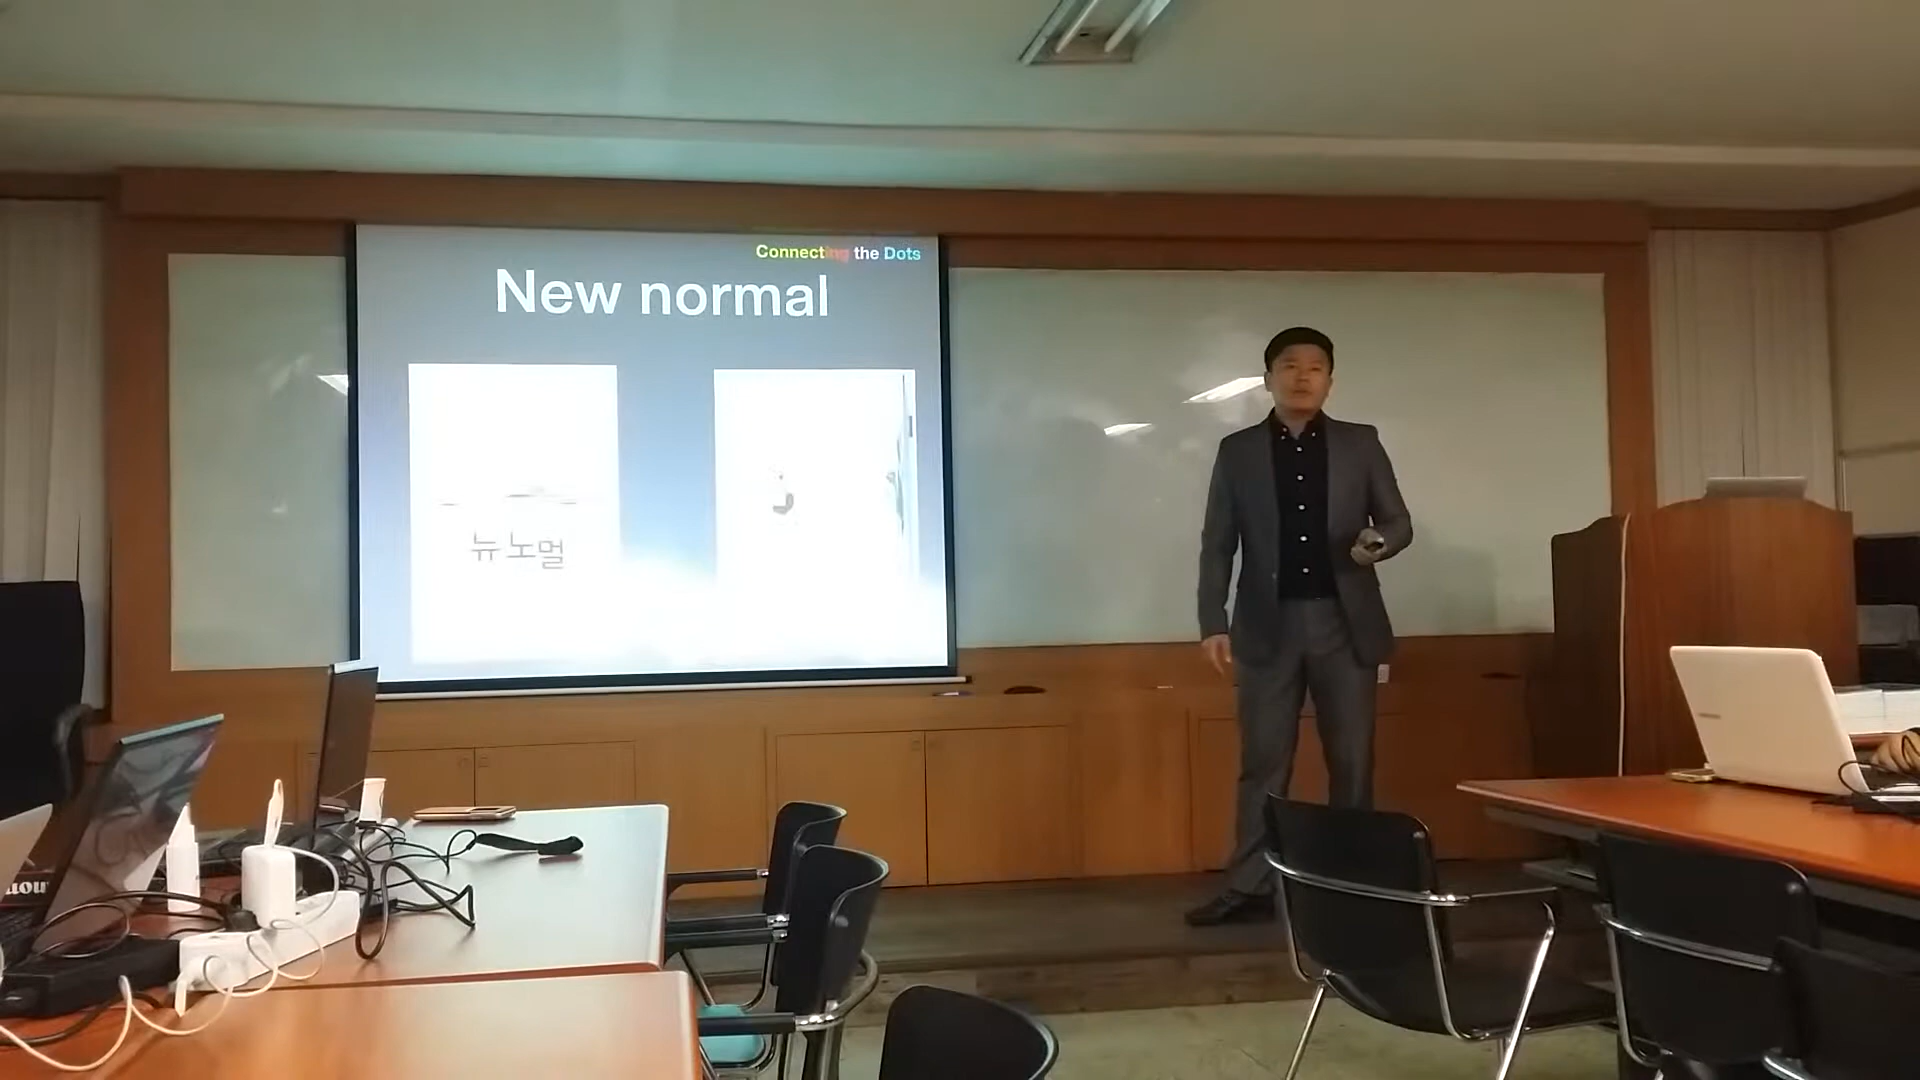 Connecting the Dots
New normal
뉴 노멀